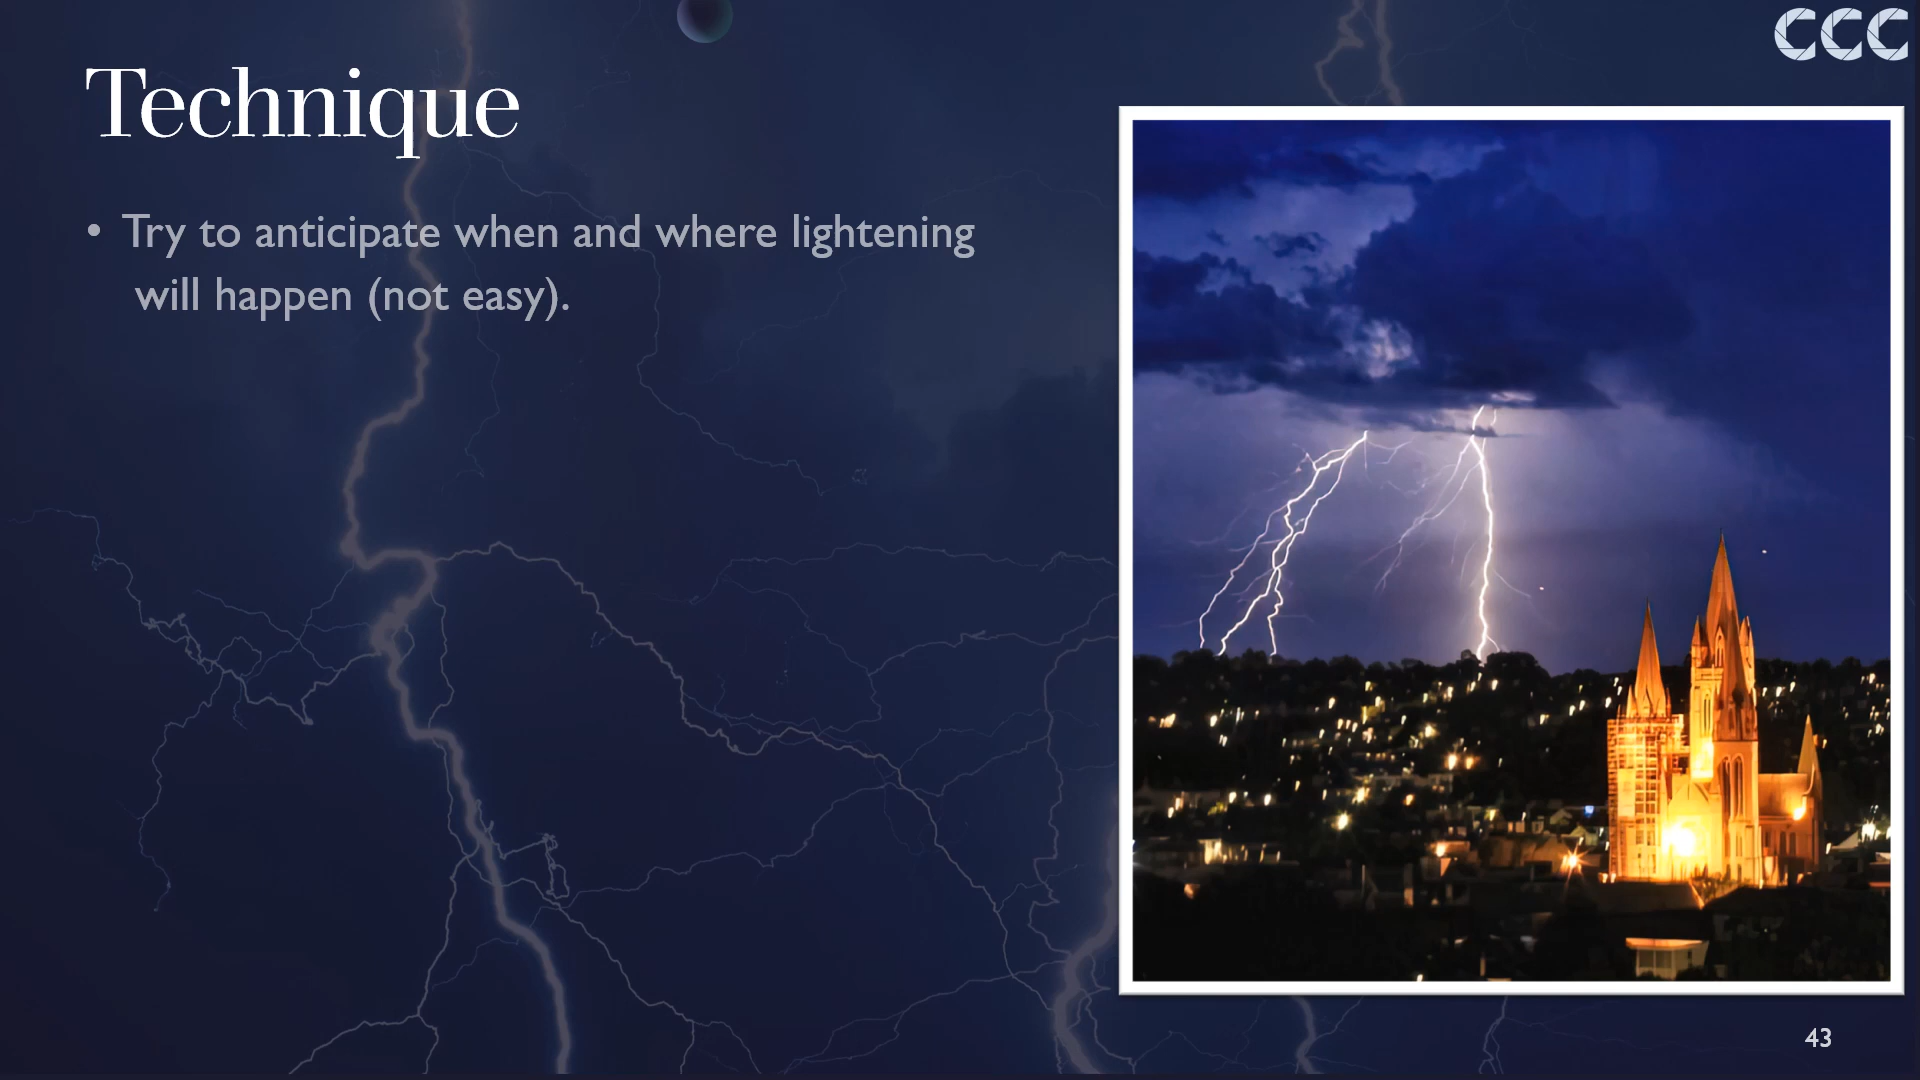 CCC
Technique
• Try to anticipate when and where lightening
will happen (not easy).
43